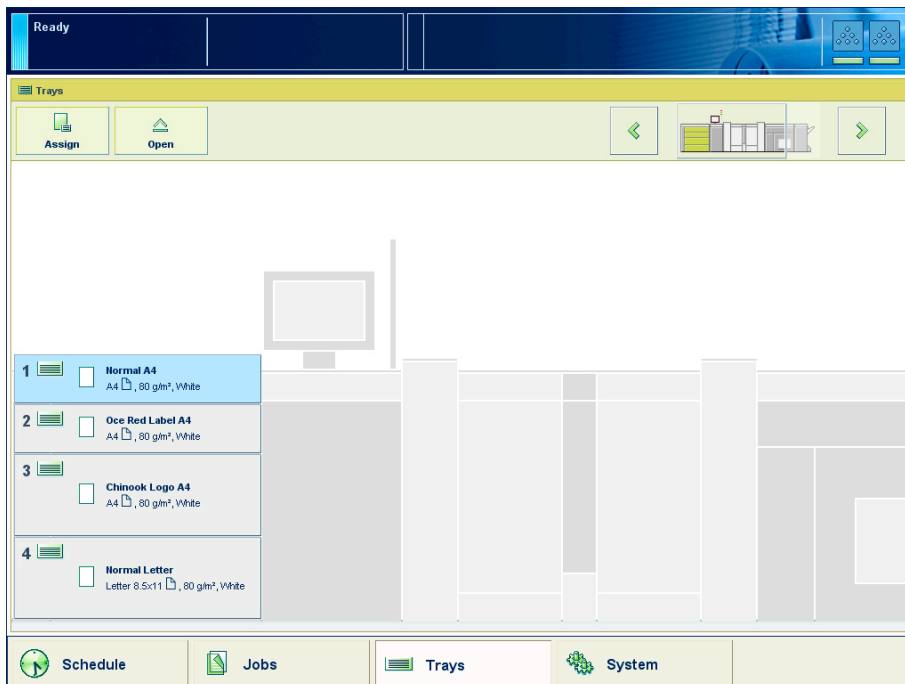 Ready
Trays
Assign
Open
1
Normal A4
A4 , 80 g/m², White
2
Oce Red Label A4
A4 , 80 g/m², White
3
Chinook Logo A4
A4 , 80 g/m², White
4
Normal Letter
Letter 8.5x11 , 80 g/m², White
Schedule
Jobs
Trays
System